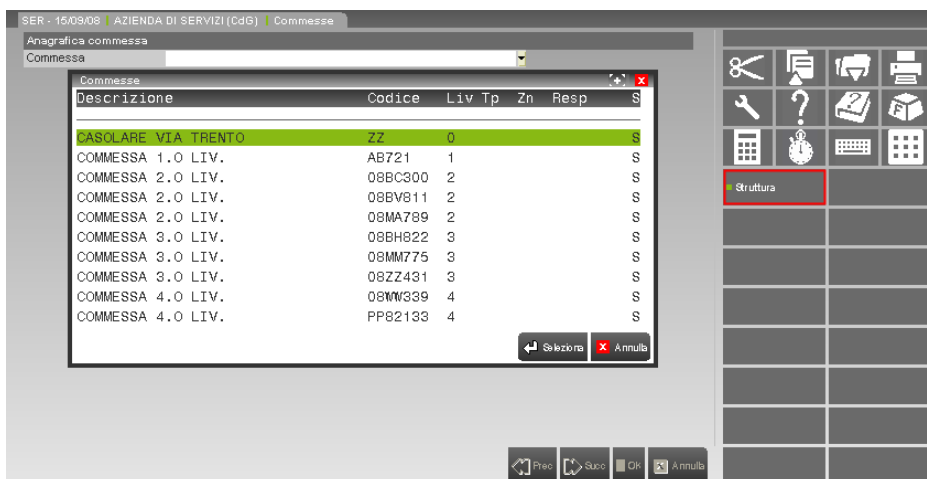 SER - 15/09/08 AZIENDA DI SERVIZI (CdG) Commesse
Anagrafica commessa
Commessa
Commesse
Descrizione Codice Liv Tp Zn Resp S
CASOLARE VIA TRENTO ZZ 0 S
COMMESSA 1.O LIV. AB721 1 S
COMMESSA 2.O LIV. 08BC300 2 S
COMMESSA 2.O LIV. 08BV811 2 S
COMMESSA 2.O LIV. 08MA789 2 S
COMMESSA 3.O LIV. 08BH822 3 S
COMMESSA 3.O LIV. 08MM775 3 S
COMMESSA 3.O LIV. 08ZZ431 3 S
COMMESSA 4.O LIV. 08WW339 4 S
COMMESSA 4.O LIV. PP82133 4 S
Seleziona Annulla
Struttura
Prec Succ OK Annulla